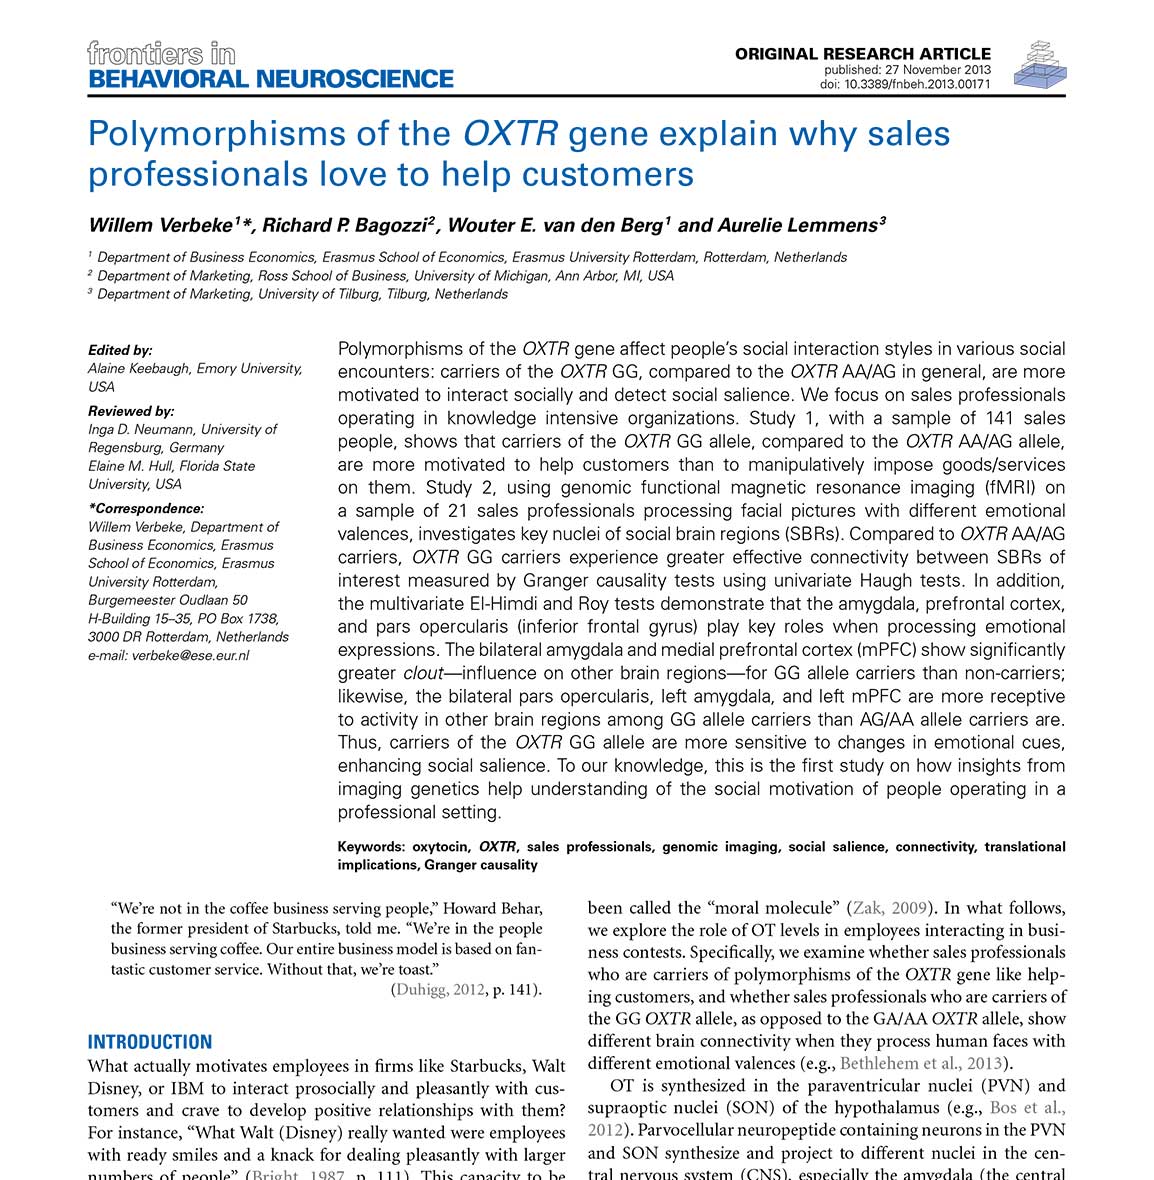 frontiers in
BEHAVIORAL NEUROSCIENCE
ORIGINAL RESEARCH ARTICLE
published: 27 November 2013
doi: 10.3389/fnbeh.2013.00171
Polymorphisms of the OXTR gene explain why sales
professionals love to help customers
Willem Verbeke¹*, Richard P. Bagozzi², Wouter E. van den Berg¹ and Aurelie Lemmens³
¹ Department of Business Economics, Erasmus School of Economics, Erasmus University Rotterdam, Rotterdam, Netherlands
² Department of Marketing, Ross School of Business, University of Michigan, Ann Arbor, MI, USA
³ Department of Marketing, University of Tilburg, Tilburg, Netherlands
Edited by:
Alaine Keebaugh, Emory University,
USA
Reviewed by:
Inga D. Neumann, University of
Regensburg, Germany
Elaine M. Hull, Florida State
University, USA
*Correspondence:
Willem Verbeke, Department of
Business Economics, Erasmus
School of Economics, Erasmus
University Rotterdam,
Burgemeester Oudlaan 50
H-Building 15–35, PO Box 1738,
3000 DR Rotterdam, Netherlands
e-mail: verbeke@ese.eur.nl
Polymorphisms of the OXTR gene affect people's social interaction styles in various social
encounters: carriers of the OXTR GG, compared to the OXTR AA/AG in general, are more
motivated to interact socially and detect social salience. We focus on sales professionals
operating in knowledge intensive organizations. Study 1, with a sample of 141 sales
people, shows that carriers of the OXTR GG allele, compared to the OXTR AA/AG allele,
are more motivated to help customers than to manipulatively impose goods/services
on them. Study 2, using genomic functional magnetic resonance imaging (fMRI) on
a sample of 21 sales professionals processing facial pictures with different emotional
valences, investigates key nuclei of social brain regions (SBRs). Compared to OXTR AA/AG
carriers, OXTR GG carriers experience greater effective connectivity between SBRs of
interest measured by Granger causality tests using univariate Haugh tests. In addition,
the multivariate El-Himdi and Roy tests demonstrate that the amygdala, prefrontal cortex,
and pars opercularis (inferior frontal gyrus) play key roles when processing emotional
expressions. The bilateral amygdala and medial prefrontal cortex (mPFC) show significantly
greater clout—influence on other brain regions—for GG allele carriers than non-carriers;
likewise, the bilateral pars opercularis, left amygdala, and left mPFC are more receptive
to activity in other brain regions among GG allele carriers than AG/AA allele carriers are.
Thus, carriers of the OXTR GG allele are more sensitive to changes in emotional cues,
enhancing social salience. To our knowledge, this is the first study on how insights from
imaging genetics help understanding of the social motivation of people operating in a
professional setting.
Keywords: oxytocin, OXTR, sales professionals, genomic imaging, social salience, connectivity, translational
implications, Granger causality
“We’re not in the coffee business serving people,” Howard Behar,
the former president of Starbucks, told me. “We’re in the people
business serving coffee. Our entire business model is based on fan-
tastic customer service. Without that, we’re toast.”
(Duhigg, 2012, p. 141).
INTRODUCTION
What actually motivates employees in firms like Starbucks, Walt
Disney, or IBM to interact prosocially and pleasantly with cus-
tomers and crave to develop positive relationships with them?
For instance, “What Walt (Disney) really wanted were employees
with ready smiles and a knack for dealing pleasantly with larger
numbers of people” (Bright, 1987, p. 111). This capacity to be
been called the “moral molecule” (Zak, 2009). In what follows,
we explore the role of OT levels in employees interacting in busi-
ness contests. Specifically, we examine whether sales professionals
who are carriers of polymorphisms of the OXTR gene like help-
ing customers, and whether sales professionals who are carriers of
the GG OXTR allele, as opposed to the GA/AA OXTR allele, show
different brain connectivity when they process human faces with
different emotional valences (e.g., Bethlehem et al., 2013).
OT is synthesized in the paraventricular nuclei (PVN) and
supraoptic nuclei (SON) of the hypothalamus (e.g., Bos et al.,
2012). Parvocellular neuropeptide containing neurons in the PVN
and SON synthesize and project to different nuclei in the cen-
tral nervous system (CNS), especially the amygdala (the central